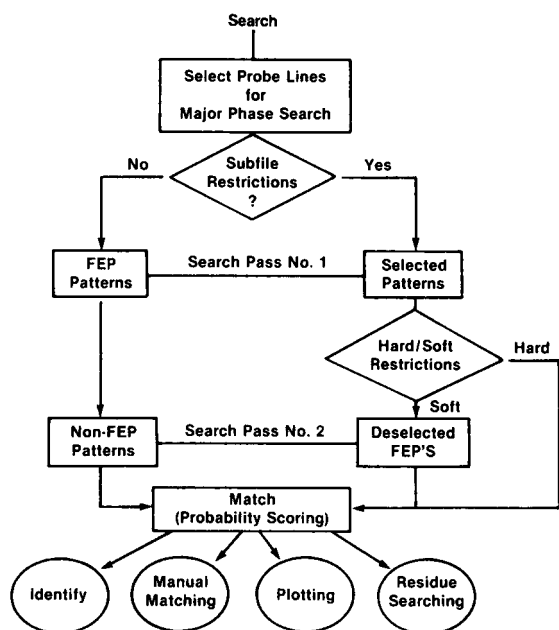 Search
Select Probe Lines
for
Major Phase Search
No
Subfile
Restrictions
?
Yes
FEP
Patterns
Search Pass No. 1
Selected
Patterns
Hard/Soft
Restrictions
Hard
Soft
Non-FEP
Patterns
Search Pass No. 2
Deselected
FEP'S
Match
(Probability Scoring)
Identify
Manual
Matching
Plotting
Residue
Searching